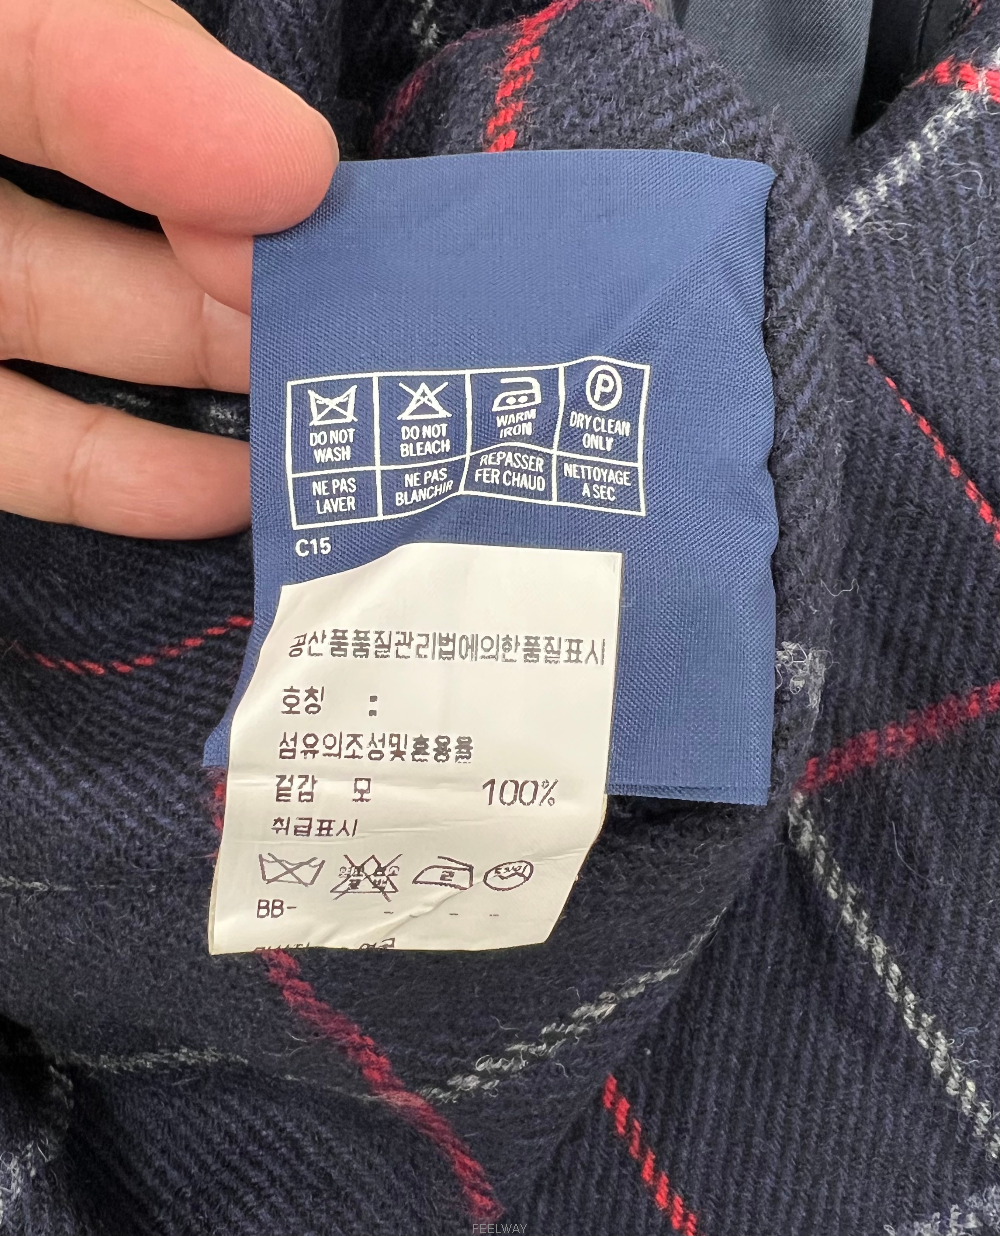 DO NOT WASH
DO NOT BLEACH
WARM IRON
P
DRY CLEAN ONLY
NE PAS LAVER
NE PAS BLANCHIR
REPASSER FER CHAUD
NETTOYAGE A SEC
C15
공산품품질관리법에의한품질표시
호칭 :
섬유의조성및혼용율
겉감 모 100%
취급표시
BB-
FEELWAY